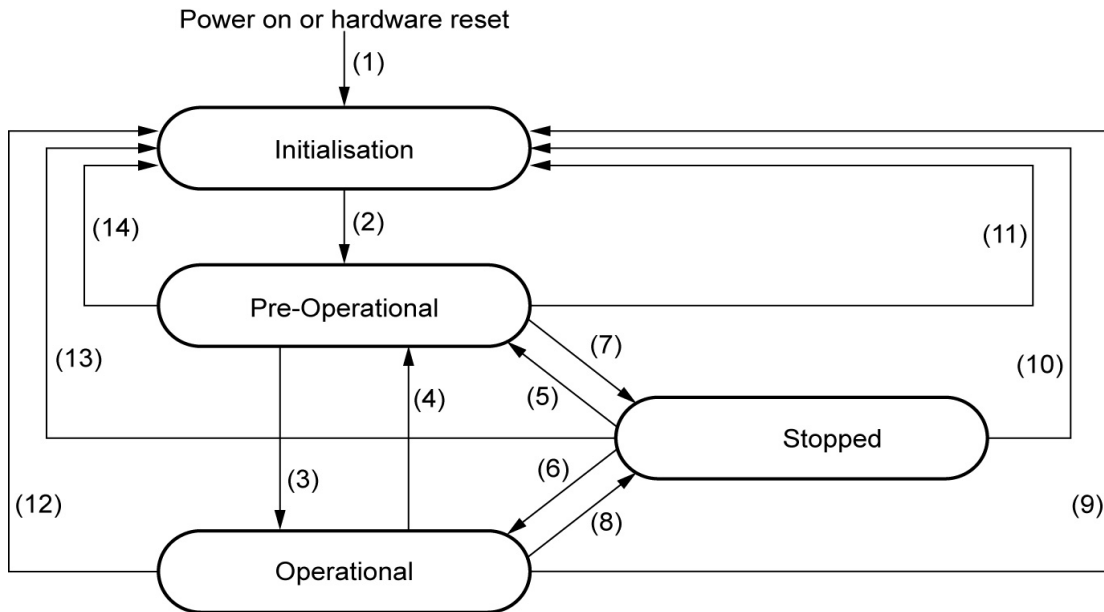 Power on or hardware reset
(1)
Initialisation
(14)
(2)
(11)
Pre-Operational
(13)
(7)
(10)
(4)
(5)
Stopped
(3)
(6)
(12)
(8)
(9)
Operational